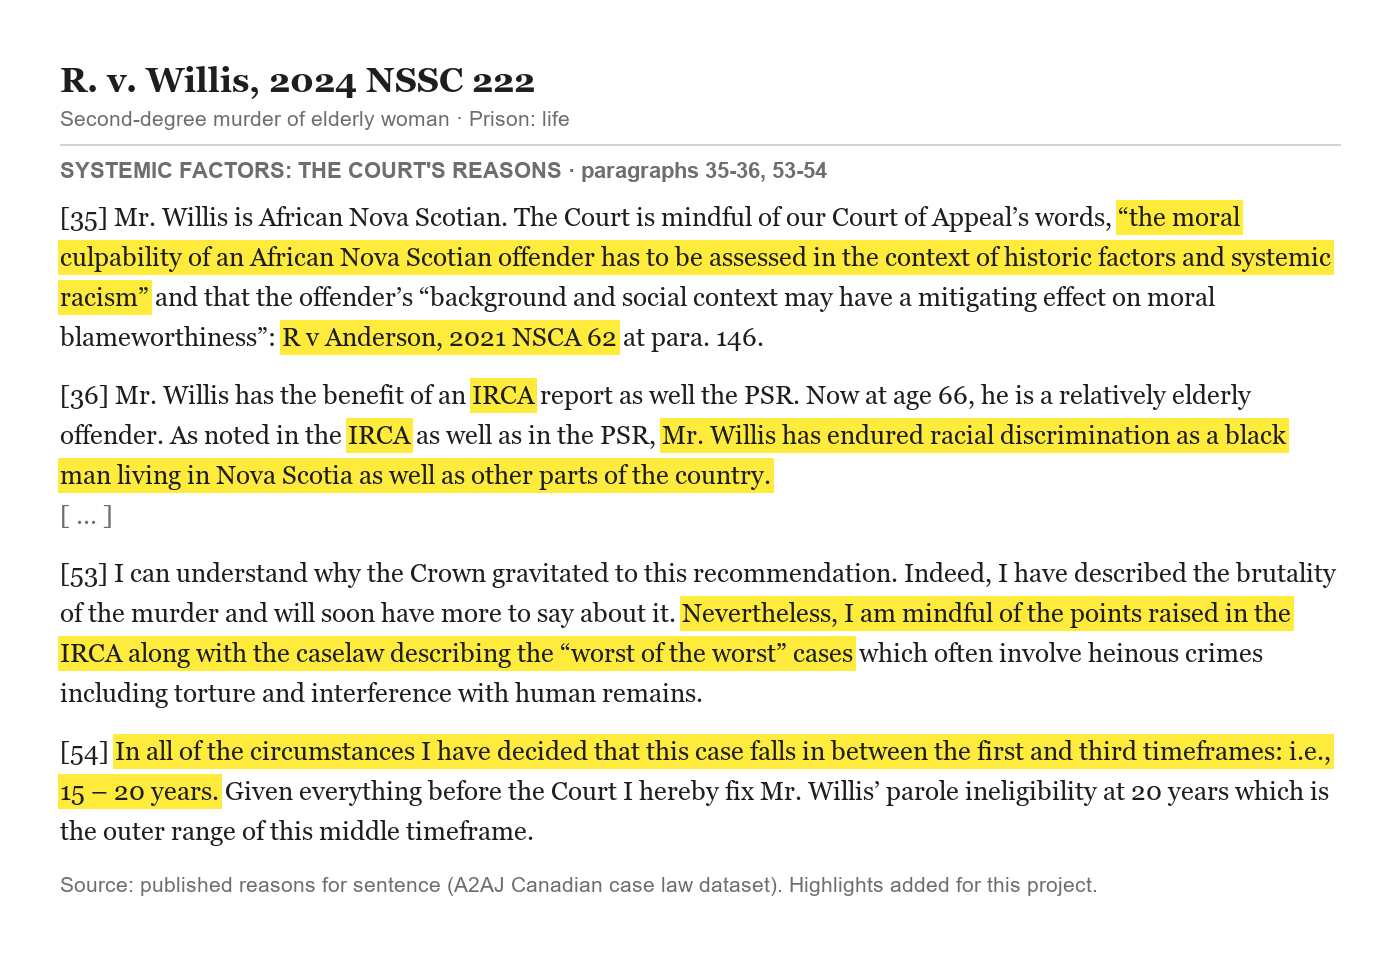 R. v. Willis, 2024 NSSC 222
Second-degree murder of elderly woman · Prison: life
SYSTEMIC FACTORS: THE COURT'S REASONS · paragraphs 35-36, 53-54
[35] Mr. Willis is African Nova Scotian. The Court is mindful of our Court of Appeal’s words, “the moral
culpability of an African Nova Scotian offender has to be assessed in the context of historic factors and systemic
racism” and that the offender’s “background and social context may have a mitigating effect on moral
blameworthiness”: R v Anderson, 2021 NSCA 62 at para. 146.
[36] Mr. Willis has the benefit of an IRCA report as well the PSR. Now at age 66, he is a relatively elderly
offender. As noted in the IRCA as well as in the PSR, Mr. Willis has endured racial discrimination as a black
man living in Nova Scotia as well as other parts of the country.
[ ... ]
[53] I can understand why the Crown gravitated to this recommendation. Indeed, I have described the brutality
of the murder and will soon have more to say about it. Nevertheless, I am mindful of the points raised in the
IRCA along with the caselaw describing the “worst of the worst” cases which often involve heinous crimes
including torture and interference with human remains.
[54] In all of the circumstances I have decided that this case falls in between the first and third timeframes: i.e.,
15 – 20 years. Given everything before the Court I hereby fix Mr. Willis’ parole ineligibility at 20 years which is
the outer range of this middle timeframe.
Source: published reasons for sentence (A2AJ Canadian case law dataset). Highlights added for this project.